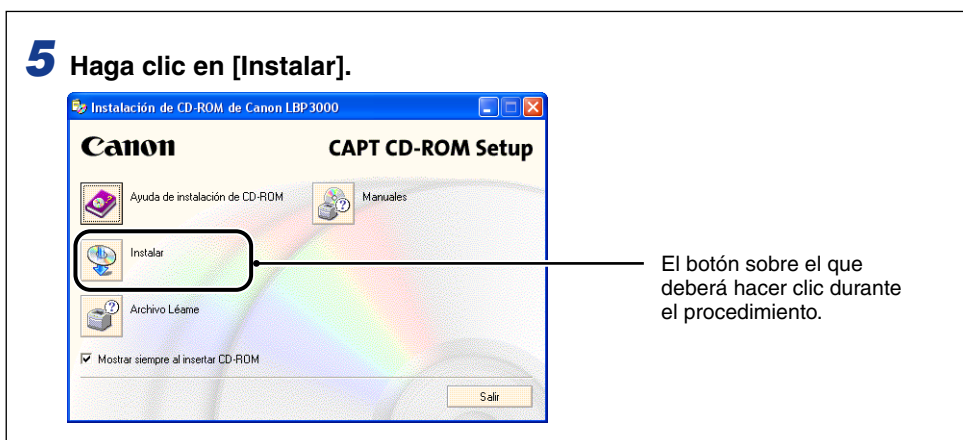 5 Haga clic en [Instalar].
Instalación de CD-ROM de Canon LBP3000
Canon CAPT CD-ROM Setup
Ayuda de instalación de CD-ROM Manuales
Instalar
Archivo Léame
Mostrar siempre al insertar CD-ROM
Salir
El botón sobre el que
deberá hacer clic durante
el procedimiento.